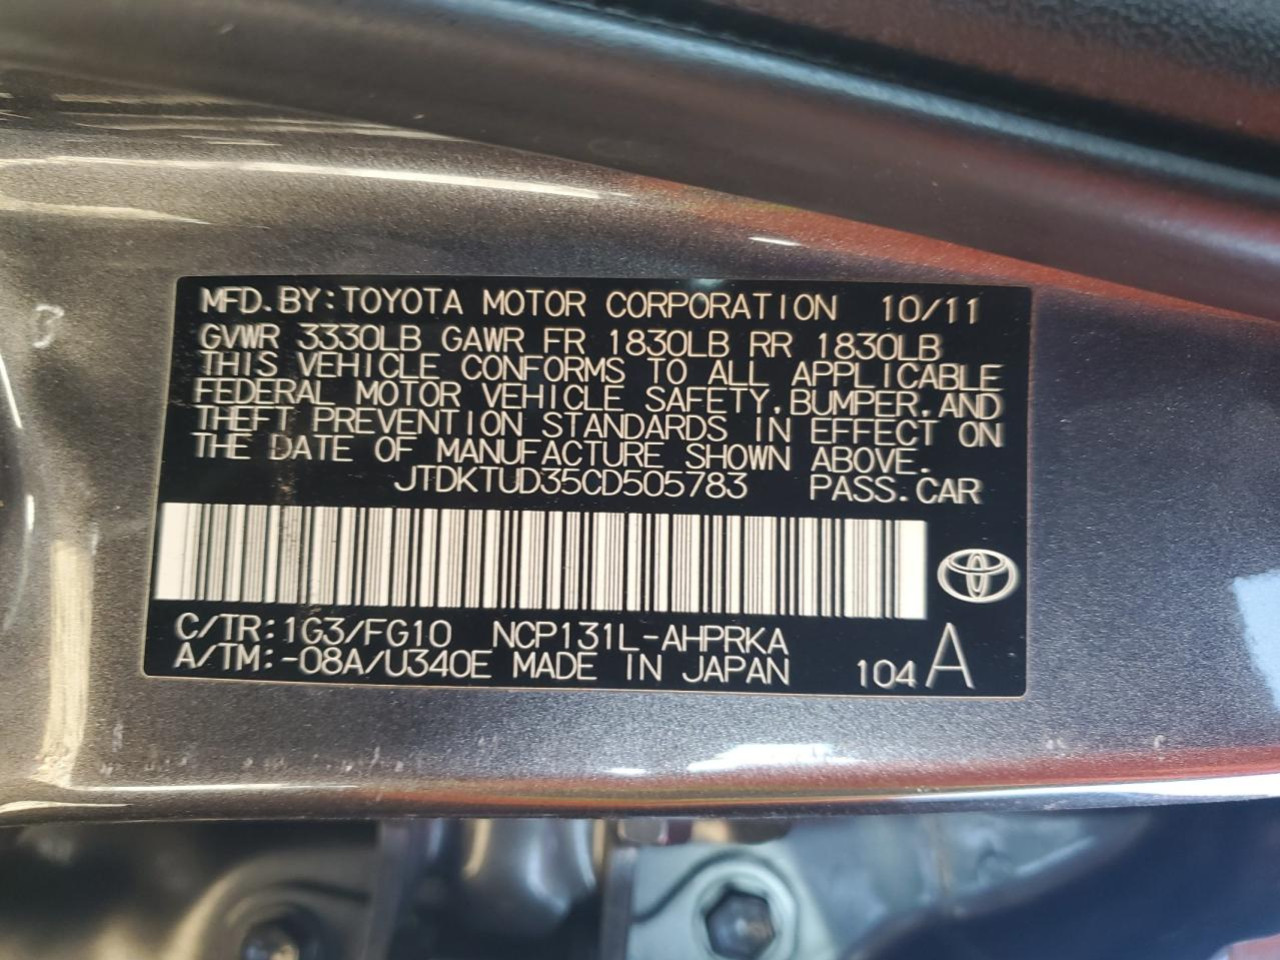 MFD.BY:TOYOTA MOTOR CORPORATION 10/11
GVWR 3330LB GAWR FR 1830LB RR 1830LB
THIS VEHICLE CONFORMS TO ALL APPLICABLE
FEDERAL MOTOR VEHICLE SAFETY,BUMPER,AND
THEFT PREVENTION STANDARDS IN EFFECT ON
THE DATE OF MANUFACTURE SHOWN ABOVE.
JTDKTUD35CD505783 PASS.CAR
C/TR:1G3/FG10 NCP131L-AHPRKA
A/TM:-08A/U340E MADE IN JAPAN 104 A